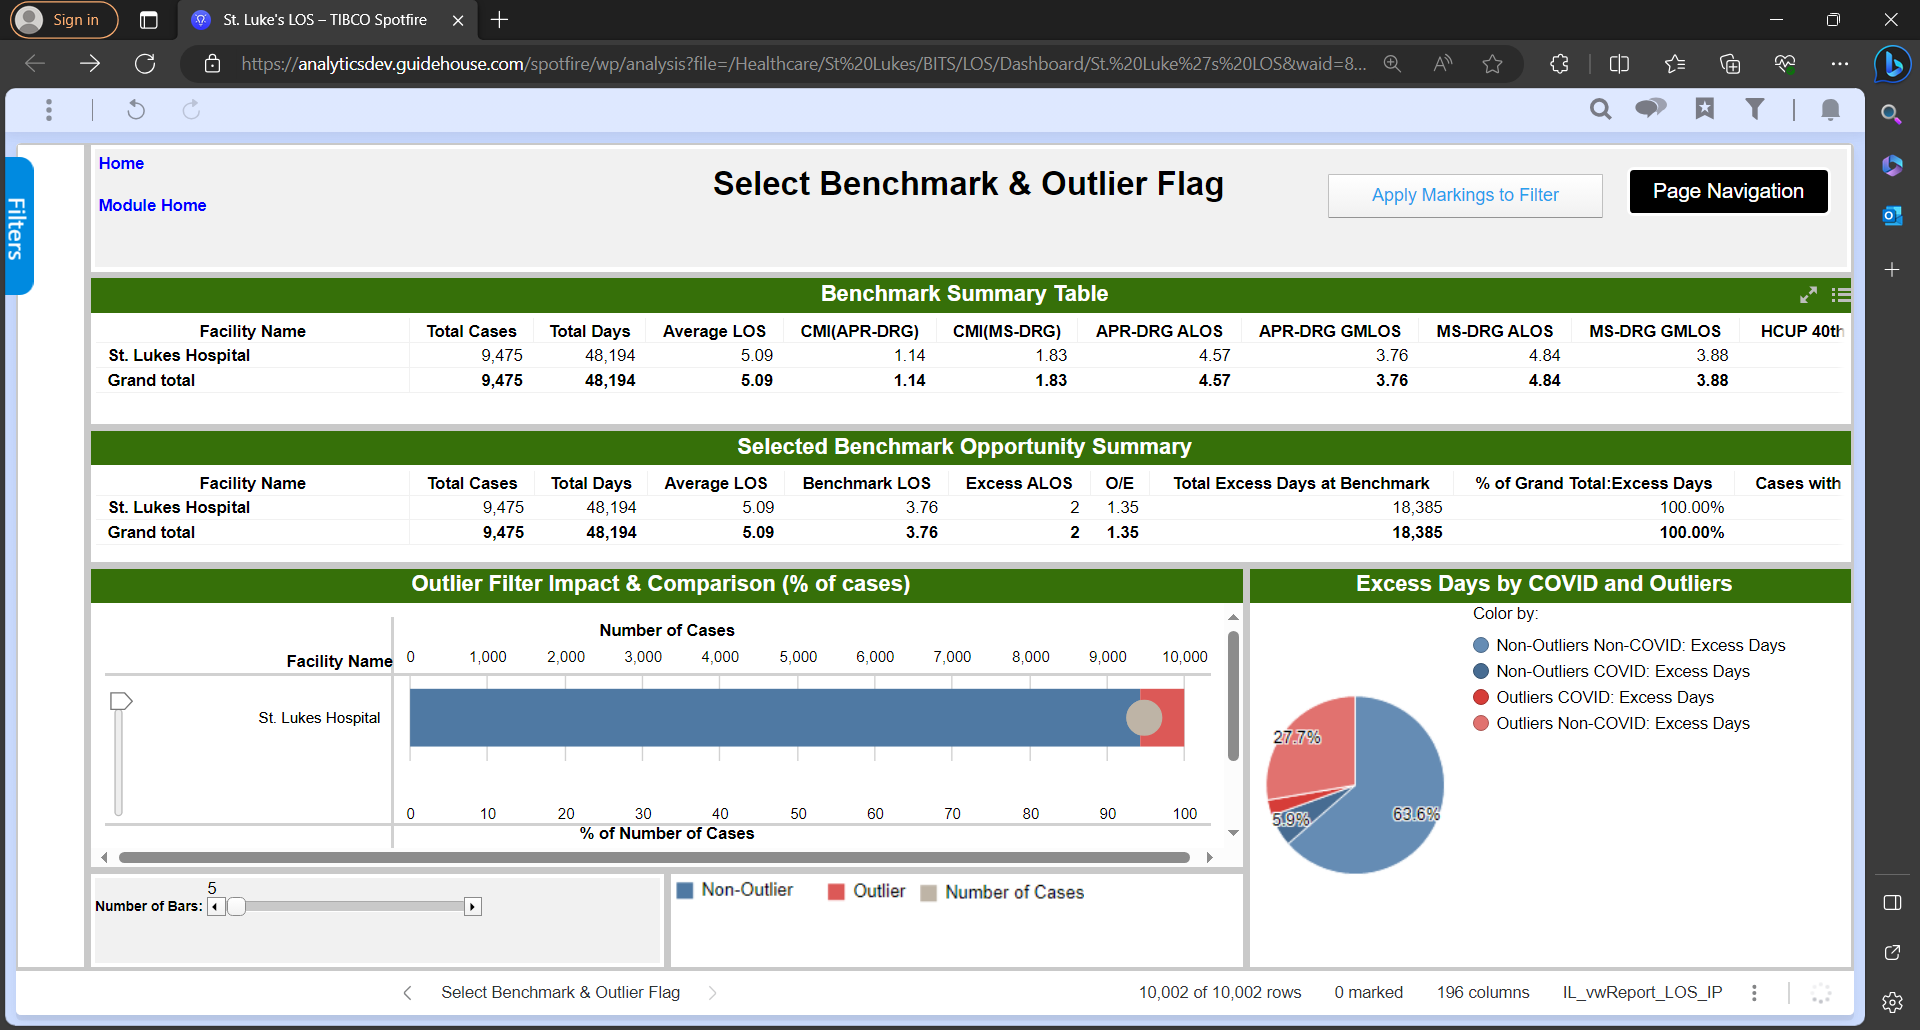 Sign in
St. Luke's LOS – TIBCO Spotfire
https://analyticsdev.guidehouse.com/spotfire/wp/analysis?file=/Healthcare/St%20Lukes/BITS/LOS/Dashboard/St.%20Luke%27s%20LOS&waid=8...
Filters
Home
Module Home
Select Benchmark & Outlier Flag
Apply Markings to Filter
Page Navigation
Benchmark Summary Table
Facility Name Total Cases Total Days Average LOS CMI(APR-DRG) CMI(MS-DRG) APR-DRG ALOS APR-DRG GMLOS MS-DRG ALOS MS-DRG GMLOS HCUP 40th
St. Lukes Hospital 9,475 48,194 5.09 1.14 1.83 4.57 3.76 4.84 3.88
Grand total 9,475 48,194 5.09 1.14 1.83 4.57 3.76 4.84 3.88
Selected Benchmark Opportunity Summary
Facility Name Total Cases Total Days Average LOS Benchmark LOS Excess ALOS O/E Total Excess Days at Benchmark % of Grand Total:Excess Days Cases with
St. Lukes Hospital 9,475 48,194 5.09 3.76 2 1.35 18,385 100.00%
Grand total 9,475 48,194 5.09 3.76 2 1.35 18,385 100.00%
Outlier Filter Impact & Comparison (% of cases)
Number of Cases
Facility Name 0 1,000 2,000 3,000 4,000 5,000 6,000 7,000 8,000 9,000 10,000
St. Lukes Hospital
0 10 20 30 40 50 60 70 80 90 100
% of Number of Cases
Number of Bars: 5
Non-Outlier Outlier Number of Cases
Excess Days by COVID and Outliers
Color by:
Non-Outliers Non-COVID: Excess Days
Non-Outliers COVID: Excess Days
Outliers COVID: Excess Days
Outliers Non-COVID: Excess Days
27.7%
5.9%
63.6%
Select Benchmark & Outlier Flag
10,002 of 10,002 rows 0 marked 196 columns IL_vwReport_LOS_IP